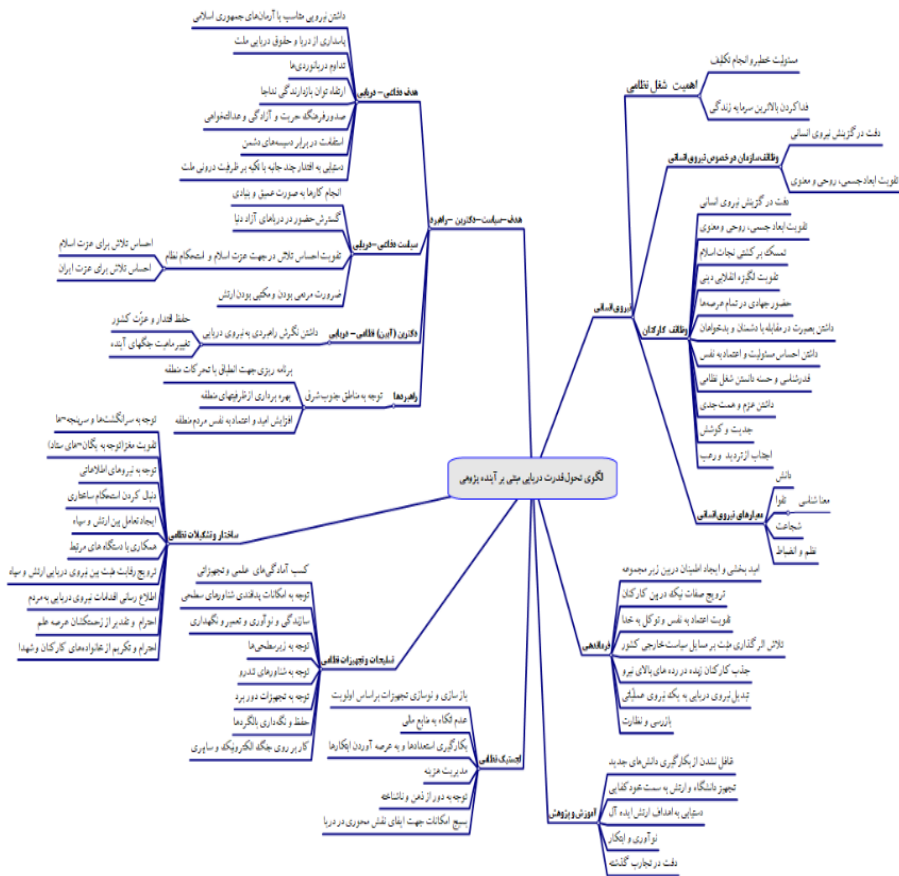 الگوی تحول قدرت دریایی مبتنی بر آینده پژوهی
نیروی انسانی
اهمیت شغل نظامی
مسئولیت خطیر و انجام تکلیف
فدا کردن بالاترین سرمایه زندگی
وظائف سازمان در خصوص نیروی انسانی
دقت در گزینش نیروی انسانی
تقویت ابعاد جسمی، روحی و معنوی
وظائف کارکنان
دقت در گزینش نیروی انسانی
تقویت ابعاد جسمی، روحی و معنوی
تمسک بر کشتی نجات اسلام
تقویت انگیزه انقلابی دینی
حضور جهادی در تمام عرصه‌ها
داشتن بصیرت در مقابله با دشمنان و بدخواهان
داشتن احساس مسئولیت و اعتماد به نفس
قدرشناسی و حسنه دانستن شغل نظامی
داشتن عزم و همت جدی
جدیت و کوشش
اجتناب از تردید و رعب
معیارهای نیروی انسانی
دانش
تقوا
معنا شناسی
شجاعت
نظم و انضباط
فرماندهی
امید بخشی و ایجاد اطمینان در بین زیر مجموعه
ترویج صفات نیک در بین کارکنان
تقویت اعتماد به نفس و توکل به خدا
تلاش اثر گذاری مثبت بر مسایل سیاست خارجی کشور
جذب کارکنان زبده در رده های بالای نیرو
تبدیل نیروی دریایی به یک نیروی عملیاتی
بازرسی و نظارت
آموزش و پژوهش
غافل نشدن از بکارگیری دانش‌های جدید
تجهیز دانشگاه و ارتش به سمت خودکفایی
دستیابی به اهداف ارتش ایده آل
نوآوری و ابتکار
دقت در تجارب گذشته
هدف-سیاست-دکترین -راهبرد
هدف دفاعی- دریایی
داشتن نیرویی متناسب با آرمان‌های جمهوری اسلامی
پاسداری از دریا و حقوق دریایی ملت
تداوم دریانوردی‌ها
ارتقاء توان بازدارندگی نداجا
صدور فرهنگ حریت و آزادگی و عدالتخواهی
استقامت در برابر دسیسه‌های دشمن
دستیابی به اقتدار چند جانبه با تکیه بر ظرفیت درونی ملت
سیاست دفاعی-دریایی
انجام کارها به صورت عمیق و بنیادی
گسترش حضور در دریاهای آزاد دنیا
تقویت احساس تلاش در جهت عزت اسلام و استحکام نظام
احساس تلاش برای عزت اسلام
احساس تلاش برای عزت ایران
ضرورت مردمی بودن و مکتبی بودن ارتش
دکترین (آیین) نظامی- دریایی
داشتن نگرش راهبردی به نیروی دریایی
حفظ اقتدار و عزّت کشور
تغییر ماهیت جنگهای آینده
راهبردها
توجه به مناطق جنوب شرق
برنامه ریزی جهت انطباق با تحرکات منطقه
بهره برداری از ظرفیتهای منطقه
افزایش امید و اعتماد به نفس مردم منطقه
ساختار و تشکیلات نظامی
توجه به سرانگشت‌ها و سرپنجه¬ها
تقویت مغز(توجه به یگان¬های ستاد)
توجه به نیروهای اطلاعاتی
دنبال کردن استحکام ساختاری
ایجاد تعامل بین ارتش و سپاه
همکاری با دستگاه های مرتبط
ترویج رقابت مثبت بین نیروی دریایی ارتش و سپاه
اطلاع رسانی اقدامات نیروی دریایی به مردم
احترام و تقدیر از زحمتکشان عرصه علم
احترام و تکریم از خانواده‌های کارکنان و شهدا
تسلیحات و تجهیزات نظامی
کسب آمادگی‌های علمی و تجهیزاتی
توجه به امکانات پدافندی شناورهای سطحی
سازندگی و نوآوری و تعمیر و نگهداری
توجه به زیرسطحی‌ها
توجه به شناورهای تندرو
توجه به تجهیزات دور برد
حفظ و نگه‌داری بالگردها
کار بر روی جنگ الکترونیک و سایبری
لجستیک نظامی
باز سازی و نوسازی تجهیزات براساس اولویت
عدم اتکاء به منابع ملی
بکارگیری استعدادها و به عرصه آوردن ابتکارها
مدیریت هزینه
توجه به دور از ذهن و ناشناخته
بسیج امکانات جهت ایفای نقش محوری در دریا